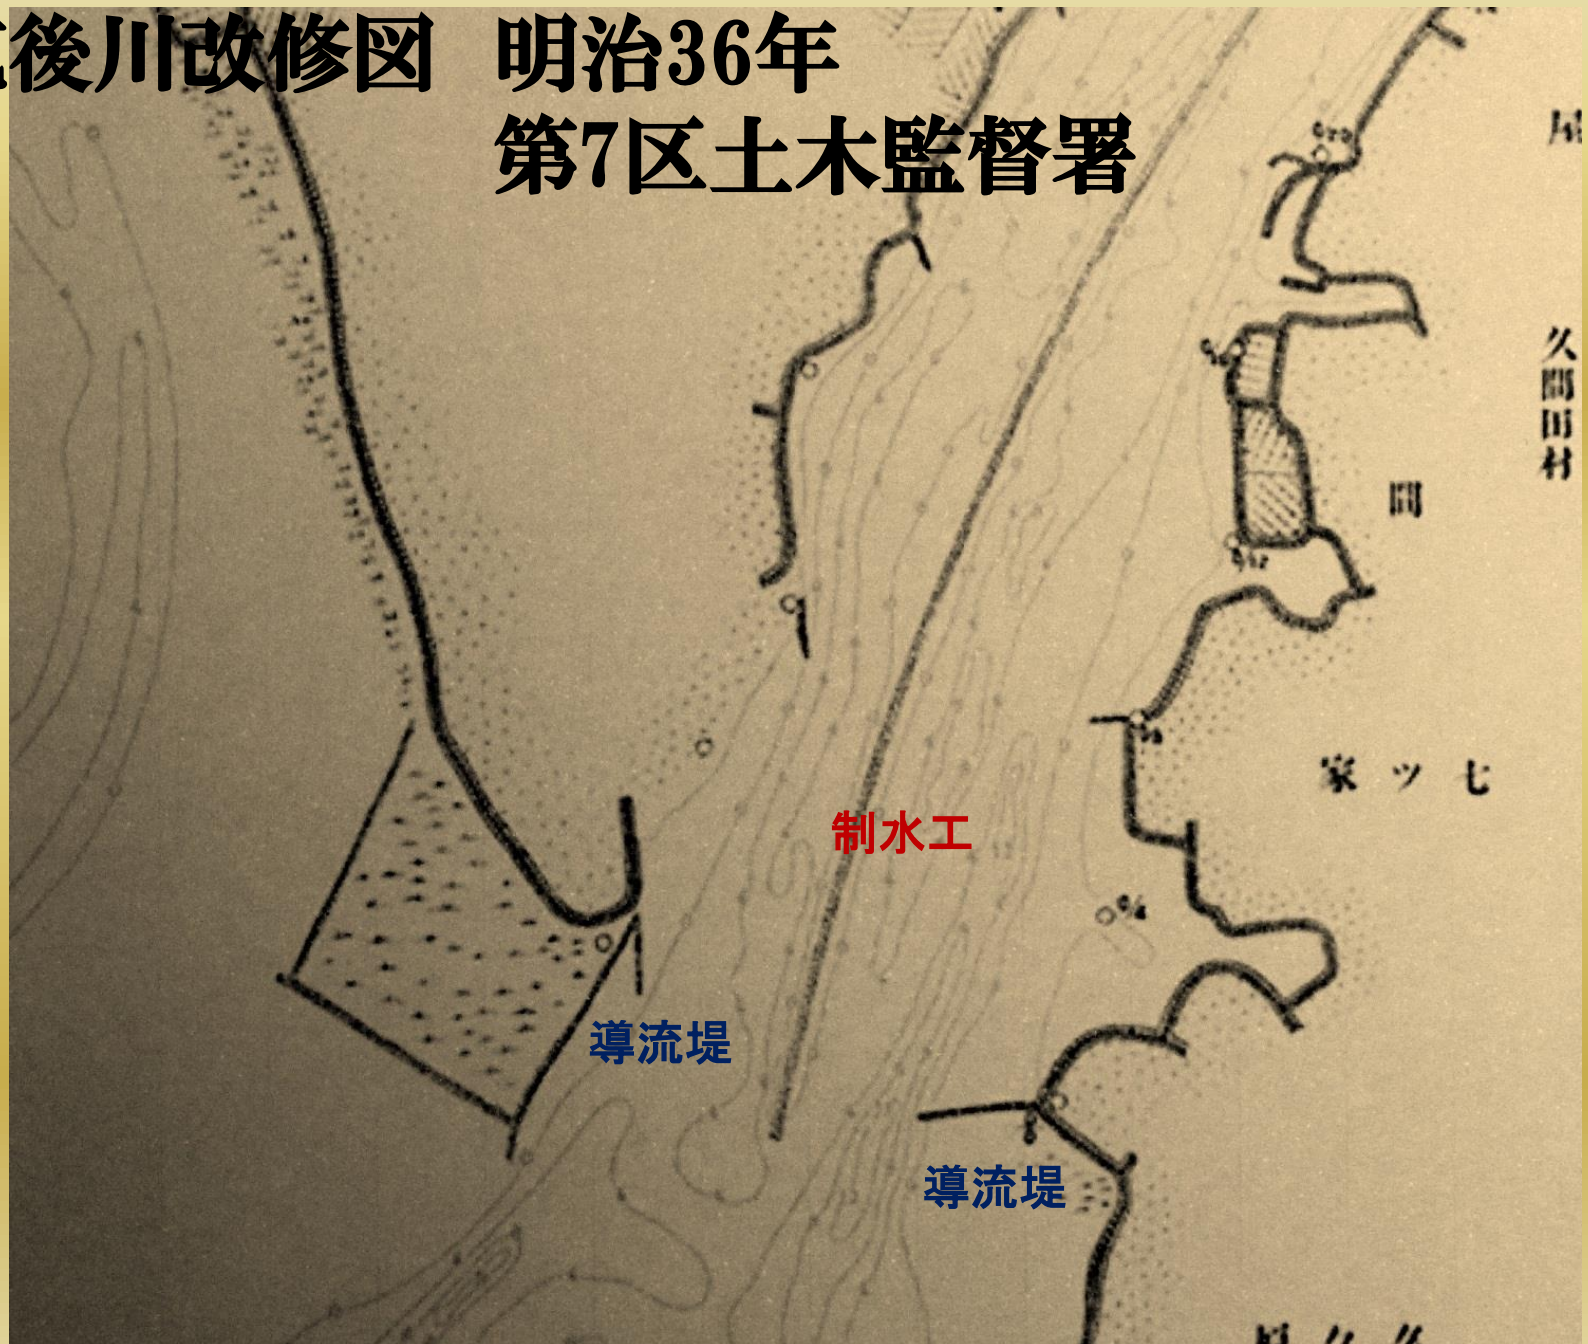 後川改修図 明治36年
第7区土木監督署
屋
久間田村
間
七ツ家
制水工
導流堤
導流堤